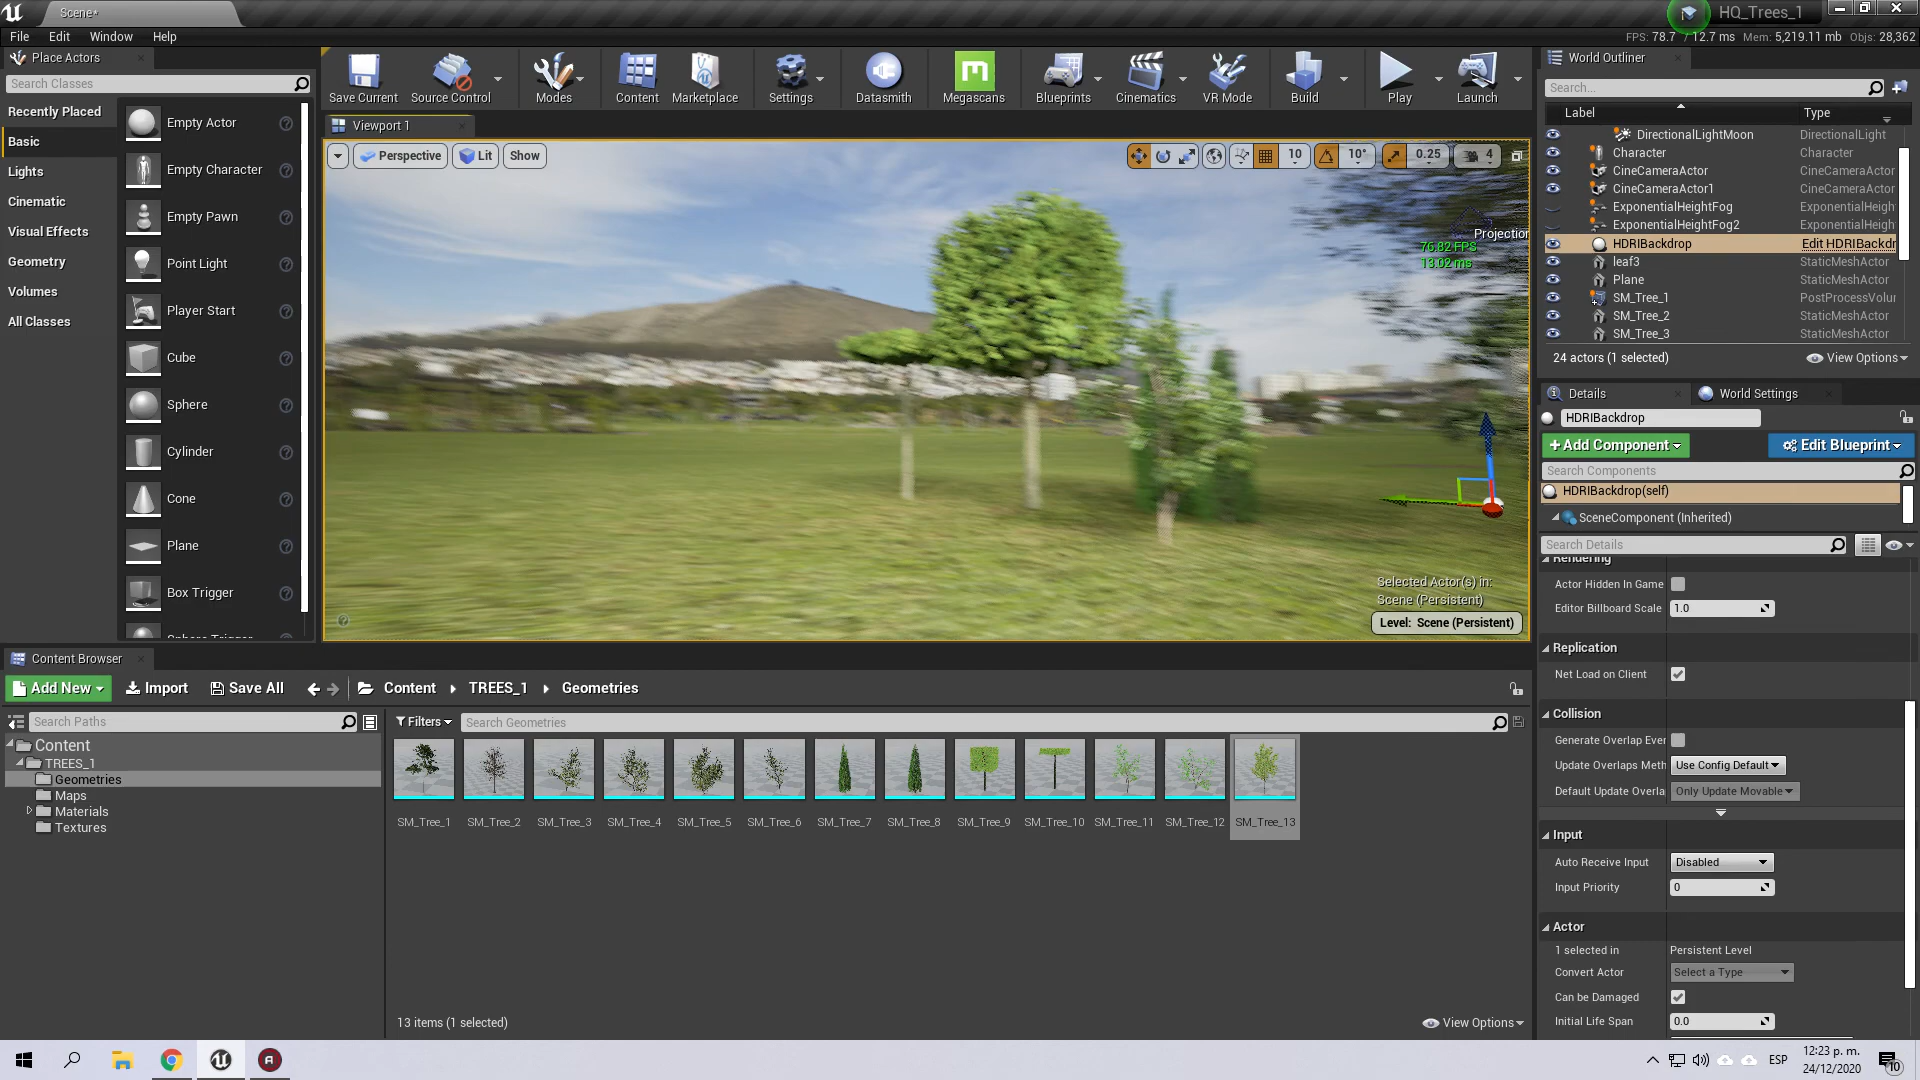 Scene*
HQ_Trees_1
File Edit Window Help
FPS: 78.7 / 12.7 ms Mem: 5,219.11 mb Objs: 28,362
Place Actors
Search Classes
Recently Placed
Basic
Lights
Cinematic
Visual Effects
Geometry
Volumes
All Classes
Empty Actor
Empty Character
Empty Pawn
Point Light
Player Start
Cube
Sphere
Cylinder
Cone
Plane
Box Trigger
Sphere Trigger
Save Current
Source Control
Modes
Content
Marketplace
Settings
Datasmith
Megascans
Blueprints
Cinematics
VR Mode
Build
Play
Launch
Viewport 1
Perspective Lit Show
10 10° 0.25 4
Projection
76.82 FPS
13.02 ms
Selected Actor(s) in:
Scene (Persistent)
Level: Scene (Persistent)
World Outliner
Search...
Label Type
DirectionalLightMoon DirectionalLight
Character Character
CineCameraActor CineCameraActor
CineCameraActor1 CineCameraActor
ExponentialHeightFog ExponentialHeigh
ExponentialHeightFog2 ExponentialHeigh
HDRIBackdrop Edit HDRIBackdr
leaf3 StaticMeshActor
Plane StaticMeshActor
SM_Tree_1 PostProcessVolur
SM_Tree_2 StaticMeshActor
SM_Tree_3 StaticMeshActor
24 actors (1 selected) View Options
Details World Settings
HDRIBackdrop
+Add Component Edit Blueprint
Search Components
HDRIBackdrop(self)
SceneComponent (Inherited)
Search Details
Rendering
Actor Hidden In Game
Editor Billboard Scale 1.0
Replication
Net Load on Client
Collision
Generate Overlap Ever
Update Overlaps Meth Use Config Default
Default Update Overla Only Update Movable
Input
Auto Receive Input Disabled
Input Priority 0
Actor
1 selected in Persistent Level
Convert Actor Select a Type
Can be Damaged
Initial Life Span 0.0
Content Browser
Add New Import Save All Content TREES_1 Geometries
Search Paths
Filters Search Geometries
Content
TREES_1
Geometries
Maps
Materials
Textures
SM_Tree_1 SM_Tree_2 SM_Tree_3 SM_Tree_4 SM_Tree_5 SM_Tree_6 SM_Tree_7 SM_Tree_8 SM_Tree_9 SM_Tree_10 SM_Tree_11 SM_Tree_12 SM_Tree_13
13 items (1 selected) View Options
ESP
12:23 p. m.
24/12/2020
10